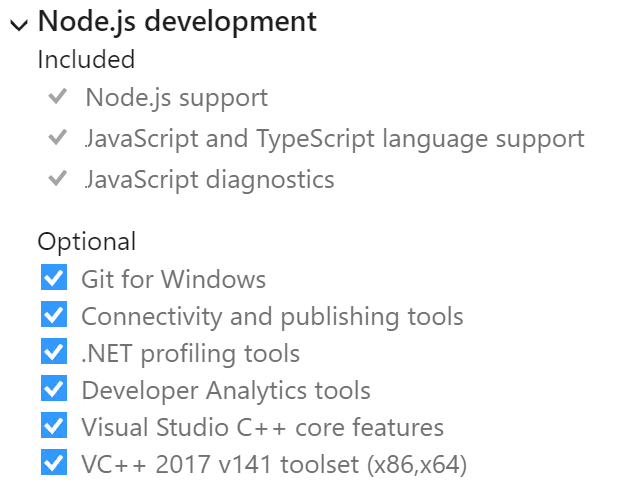 Node.js development
Included
Node.js support
JavaScript and TypeScript language support
JavaScript diagnostics
Optional
Git for Windows
Connectivity and publishing tools
.NET profiling tools
Developer Analytics tools
Visual Studio C++ core features
VC++ 2017 v141 toolset (x86,x64)